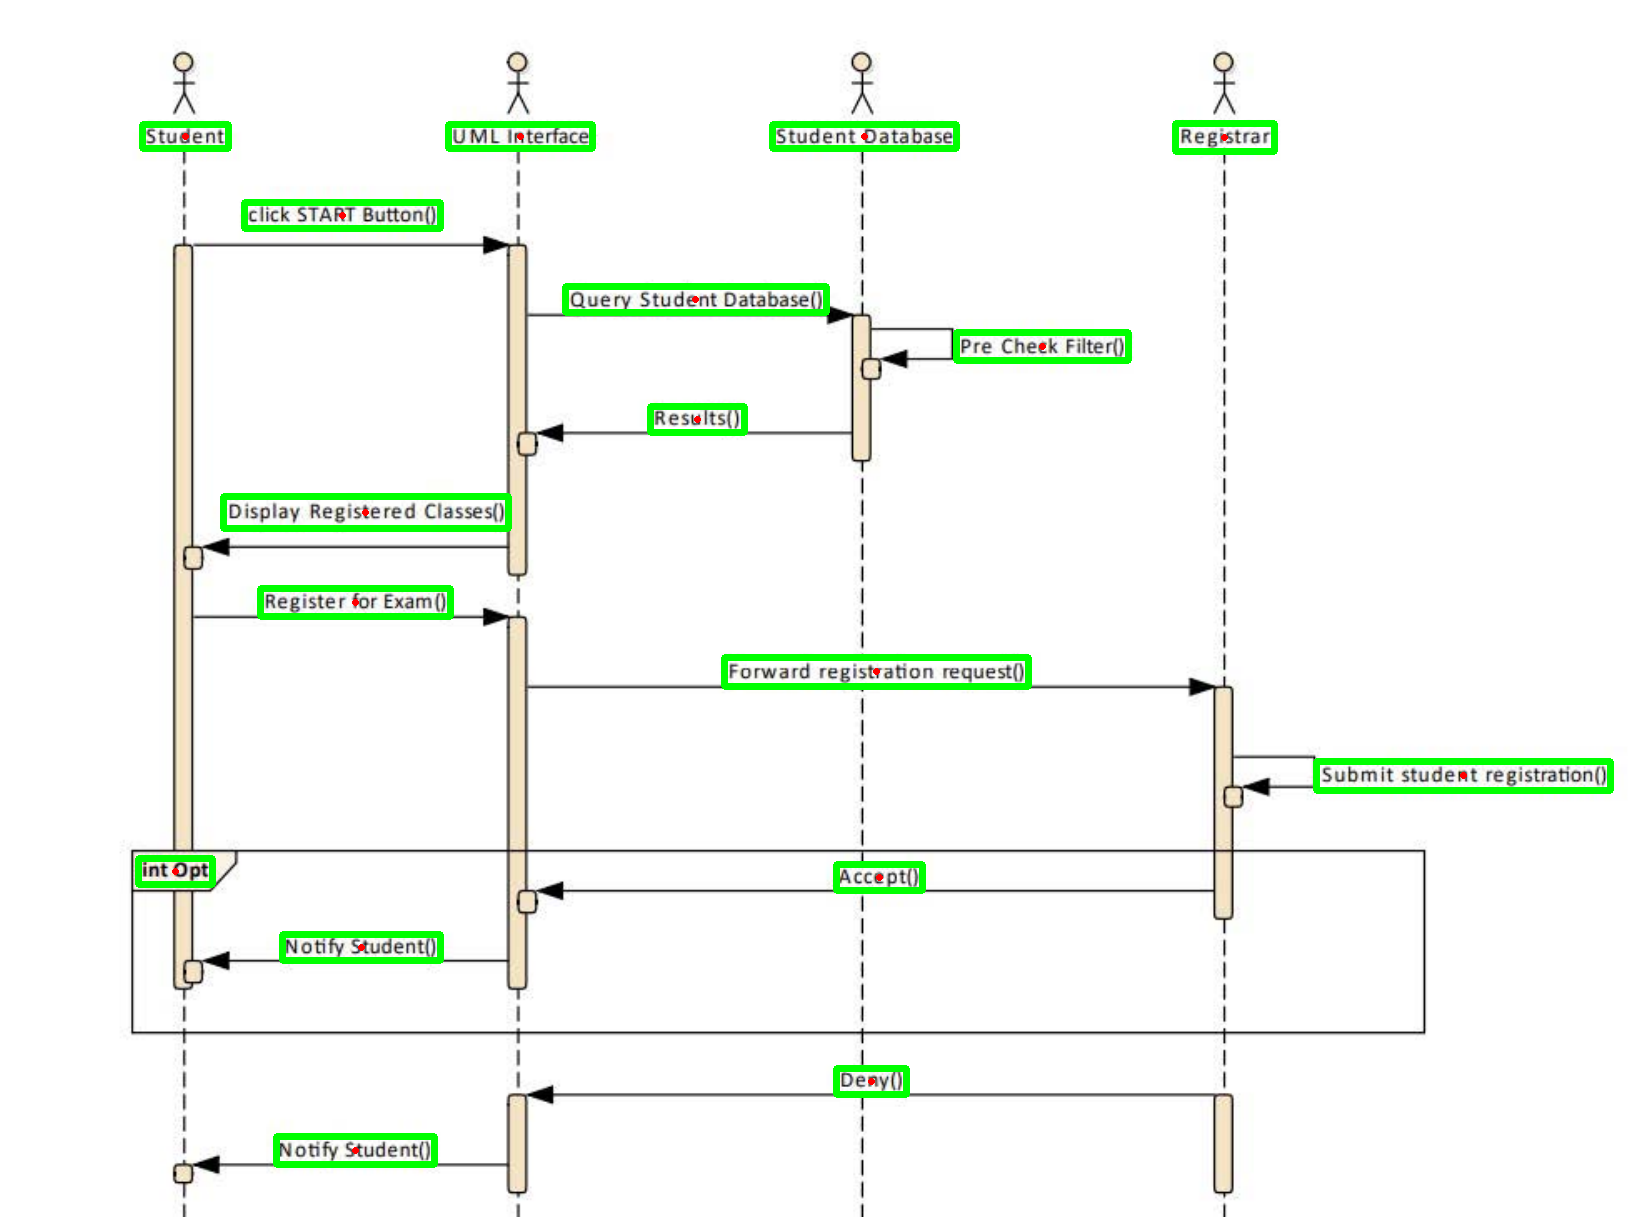 Student
UML Interface
Student Database
Registrar
click START Button()
Query Student Database()
Pre Check Filter()
Results()
Display Registered Classes()
Register for Exam()
Forward registration request()
Submit student registration()
int Opt
Accept()
Notify Student()
Deny()
Notify Student()